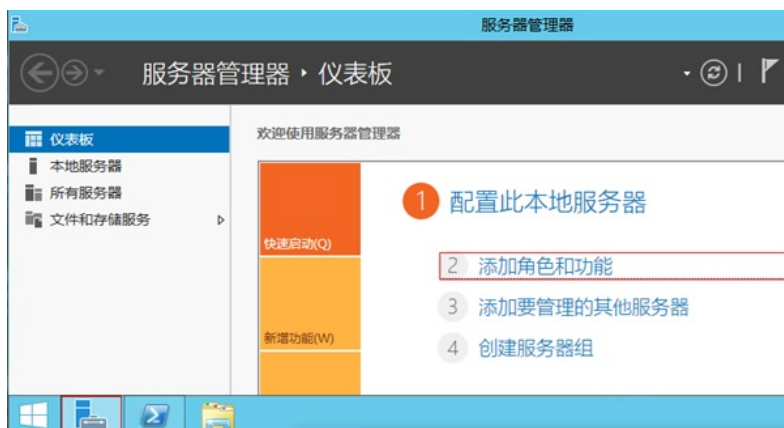 服务器管理器
服务器管理器 ‣ 仪表板
仪表板
本地服务器
所有服务器
文件和存储服务
欢迎使用服务器管理器
快速启动(Q)
新增功能(W)
1 配置此本地服务器
2 添加角色和功能
3 添加要管理的其他服务器
4 创建服务器组